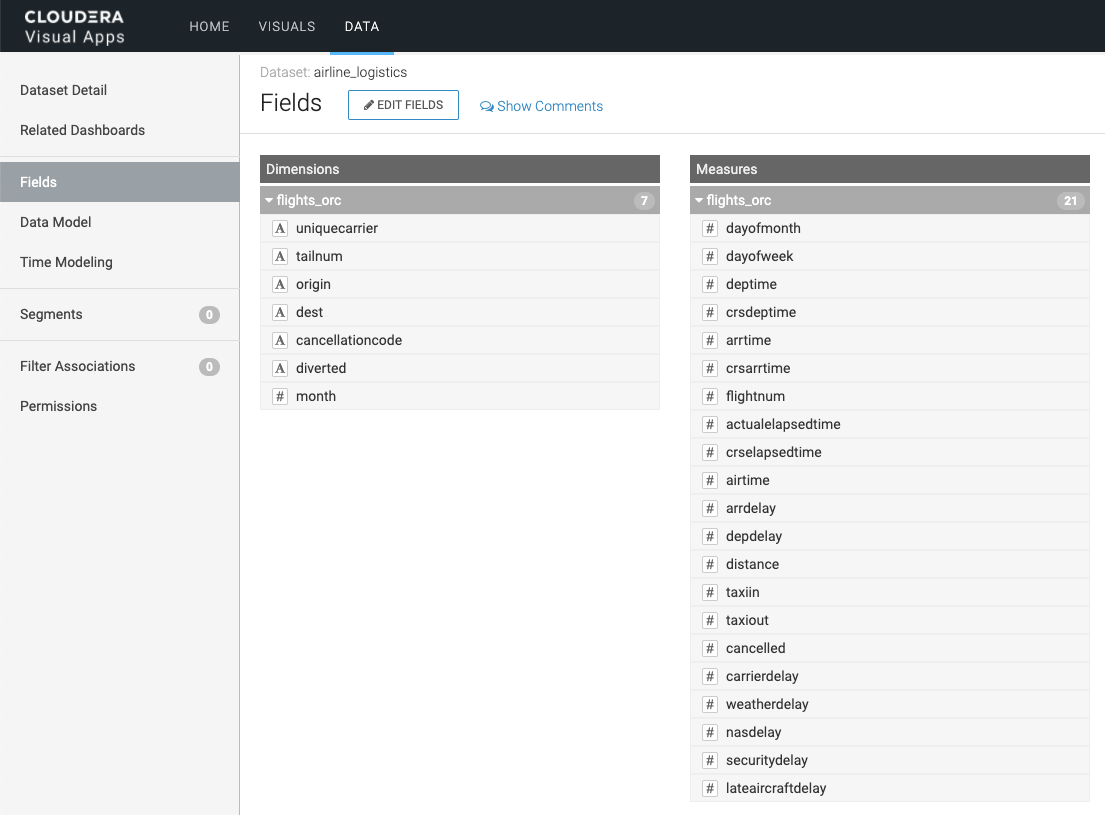 CLOUDERA
Visual Apps
HOME
VISUALS
DATA
Dataset Detail
Related Dashboards
Fields
Data Model
Time Modeling
Segments 0
Filter Associations 0
Permissions
Dataset: airline_logistics
Fields
EDIT FIELDS
Show Comments
Dimensions
flights_orc 7
A uniquecarrier
A tailnum
A origin
A dest
A cancellationcode
A diverted
# month
Measures
flights_orc 21
# dayofmonth
# dayofweek
# deptime
# crsdeptime
# arrtime
# crsarrtime
# flightnum
# actualelapsedtime
# crselapsedtime
# airtime
# arrdelay
# depdelay
# distance
# taxiin
# taxiout
# cancelled
# carrierdelay
# weatherdelay
# nasdelay
# securitydelay
# lateaircraftdelay